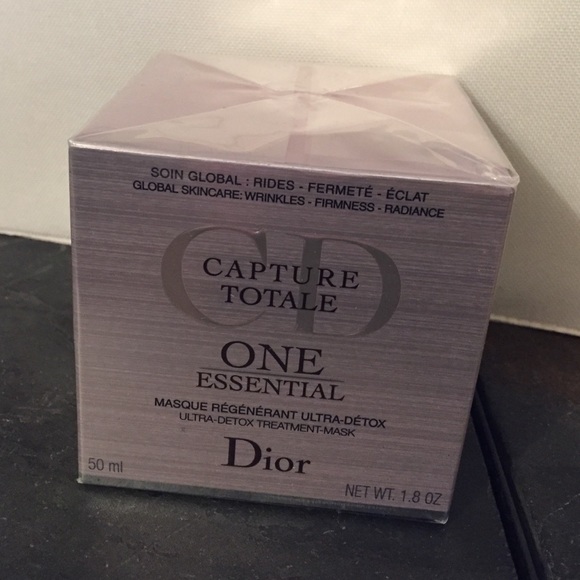 SOIN GLOBAL : RIDES - FERMETÉ - ÉCLAT
GLOBAL SKINCARE: WRINKLES - FIRMNESS - RADIANCE
CD
CAPTURE
TOTALE
ONE
ESSENTIAL
MASQUE RÉGÉNÉRANT ULTRA-DÉTOX
ULTRA-DETOX TREATMENT-MASK
Dior
50 ml
NET WT. 1.8 OZ